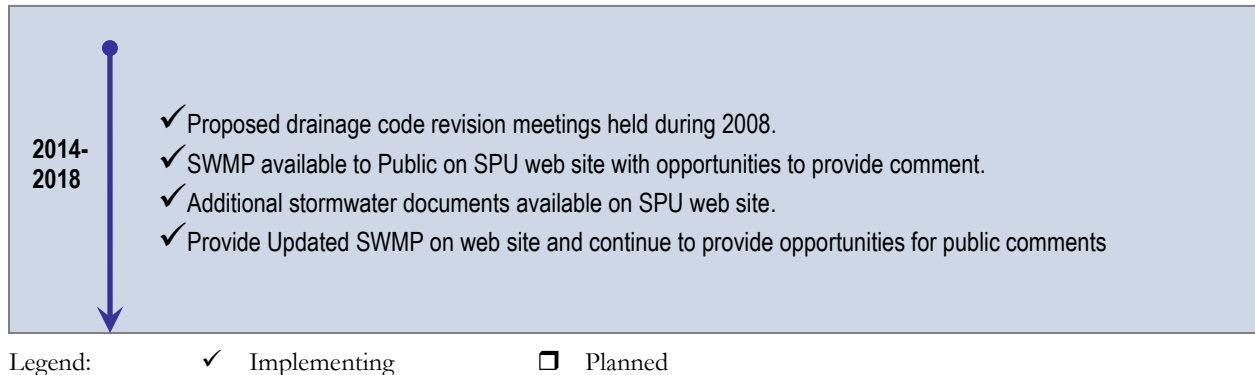 2014-
2018
✓Proposed drainage code revision meetings held during 2008.
✓SWMP available to Public on SPU web site with opportunities to provide comment.
✓Additional stormwater documents available on SPU web site.
✓Provide Updated SWMP on web site and continue to provide opportunities for public comments
Legend: ✓ Implementing ❒ Planned